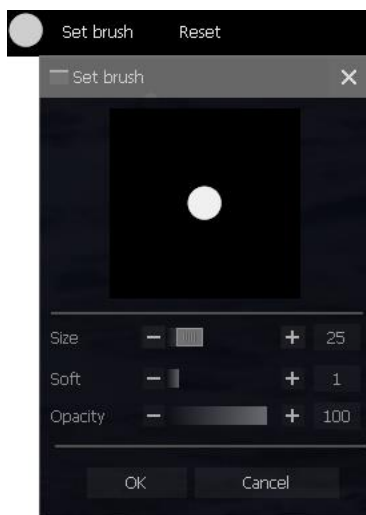 Set brush Reset
Set brush
Size 25
Soft 1
Opacity 100
OK Cancel